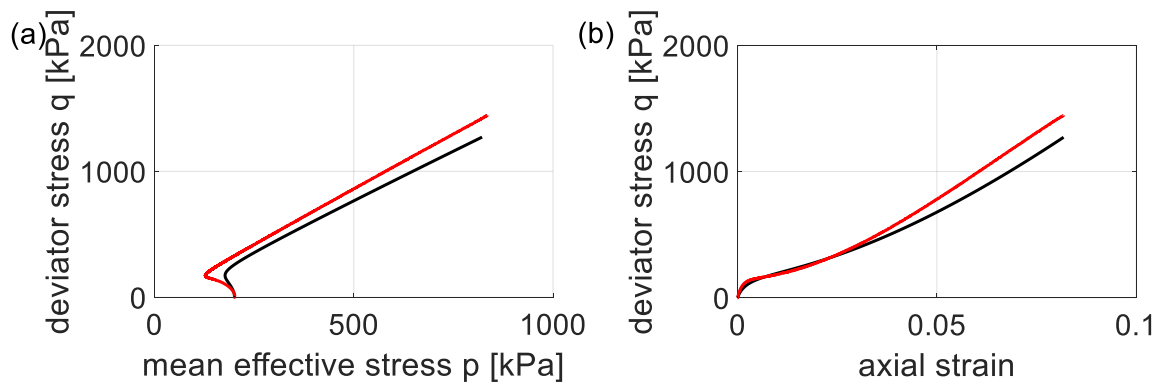 (a)
deviator stress q [kPa]
2000
1000
0
0 500 1000
mean effective stress p [kPa]
(b)
deviator stress q [kPa]
2000
1000
0
0 0.05 0.1
axial strain